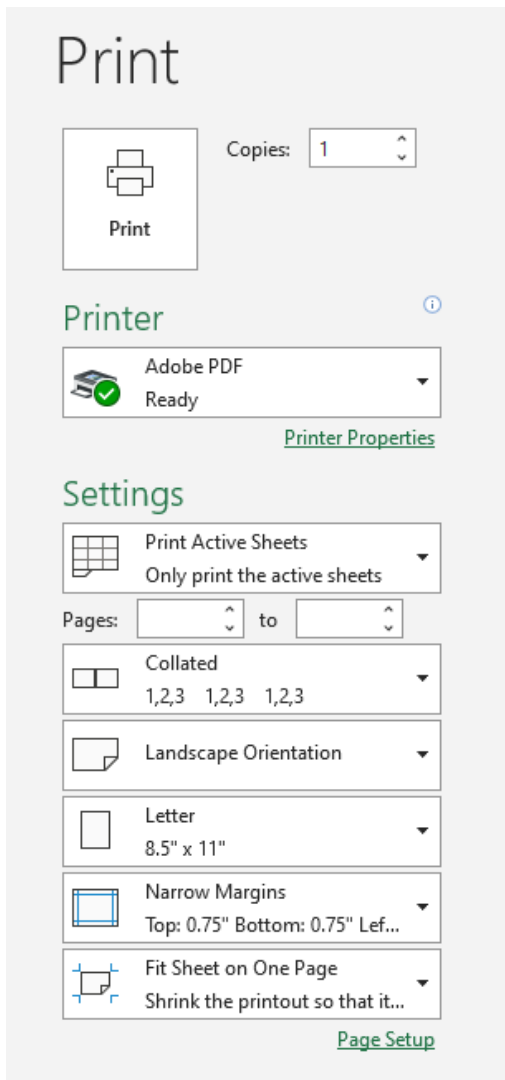 Print
Copies: 1
Print
Printer
Adobe PDF
Ready
Printer Properties
Settings
Print Active Sheets
Only print the active sheets
Pages: to
Collated
1,2,3 1,2,3 1,2,3
Landscape Orientation
Letter
8.5" x 11"
Narrow Margins
Top: 0.75" Bottom: 0.75" Lef...
Fit Sheet on One Page
Shrink the printout so that it...
Page Setup